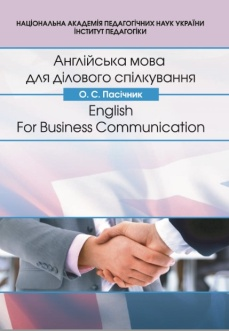 НАЦІОНАЛЬНА АКАДЕМІЯ ПЕДАГОГІЧНИХ НАУК УКРАЇНИ
ІНСТИТУТ ПЕДАГОГІКИ
Англійська мова
для ділового спілкування
О. С. Пасічник
English
For Business Communication